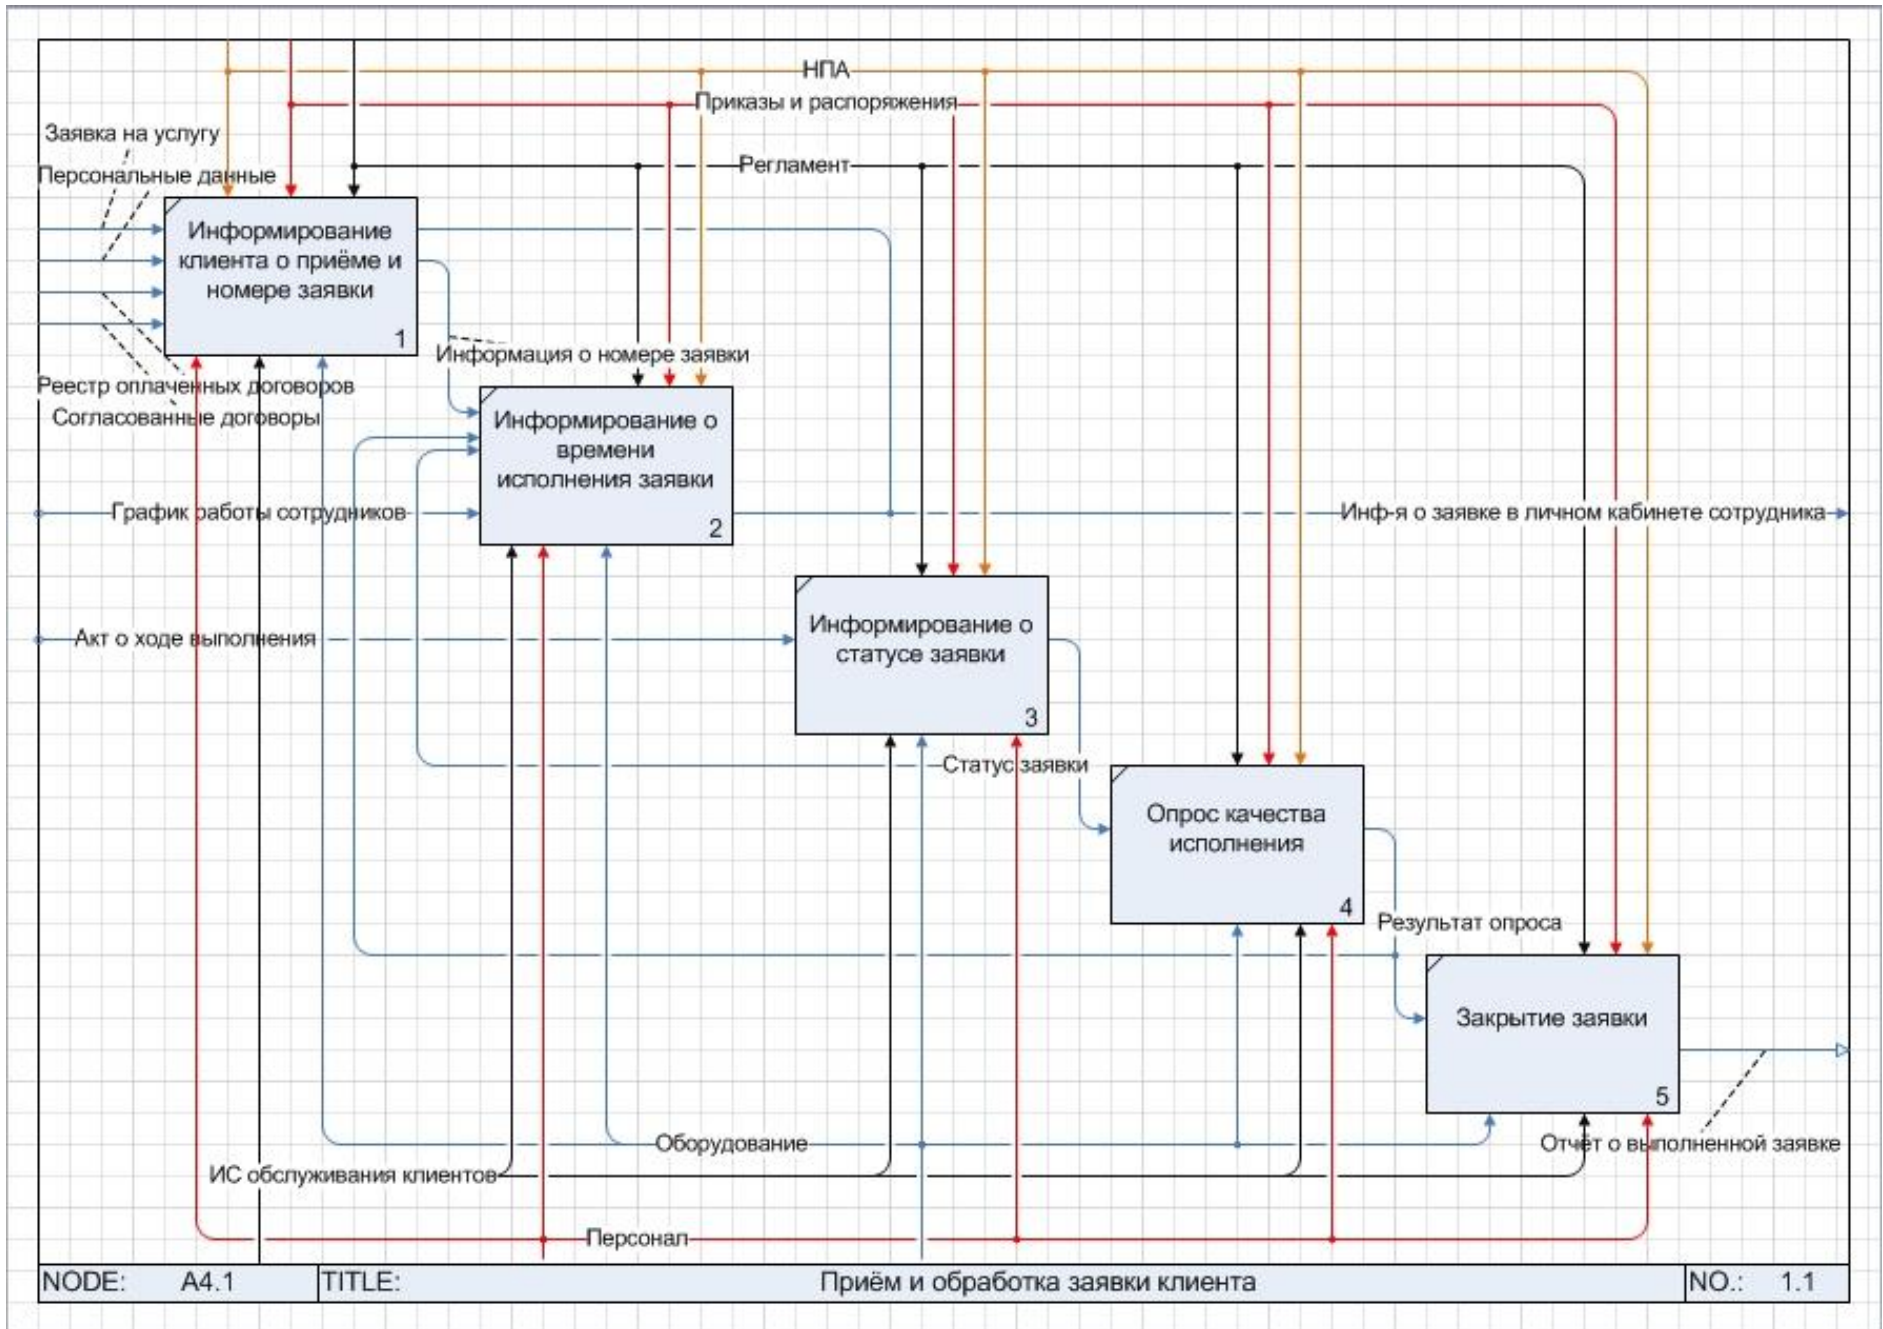 НПА
Приказы и распоряжения
Заявка на услугу
Регламент
Персональные данные
Информирование
клиента о приёме и
номере заявки
1
Информация о номере заявки
Реестр оплаченных договоров
Согласованные договоры
Информирование о
времени
исполнения заявки
2
График работы сотрудников
Инф-я о заявке в личном кабинете сотрудника
Акт о ходе выполнения
Информирование о
статусе заявки
3
Статус заявки
Опрос качества
исполнения
4
Результат опроса
Закрытие заявки
5
Оборудование
Отчёт о выполненной заявке
ИС обслуживания клиентов
Персонал
NODE: A4.1 TITLE: Приём и обработка заявки клиента NO.: 1.1